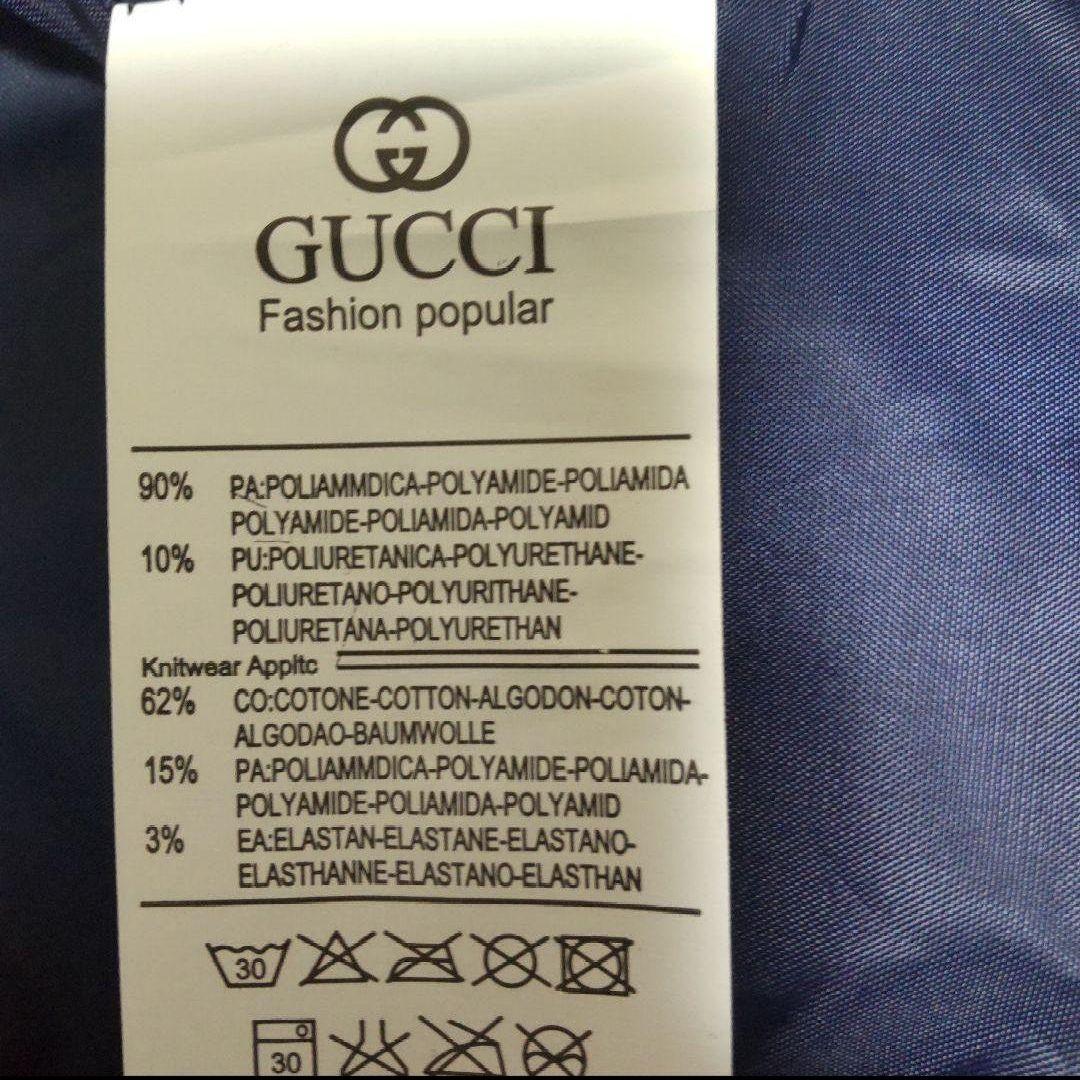 GUCCI
Fashion popular
90% PA:POLIAMMDICA-POLYAMIDE-POLIAMIDA
POLYAMIDE-POLIAMIDA-POLYAMID
10% PU:POLIURETANICA-POLYURETHANE-
POLIURETANO-POLYURITHANE-
POLIURETANA-POLYURETHAN
Knitwear Appltc
62% CO:COTONE-COTTON-ALGODON-COTON-
ALGODAO-BAUMWOLLE
15% PA:POLIAMMDICA-POLYAMIDE-POLIAMIDA-
POLYAMIDE-POLIAMIDA-POLYAMID
3% EA:ELASTAN-ELASTANE-ELASTANO-
ELASTHANNE-ELASTANO-ELASTHAN
30
30